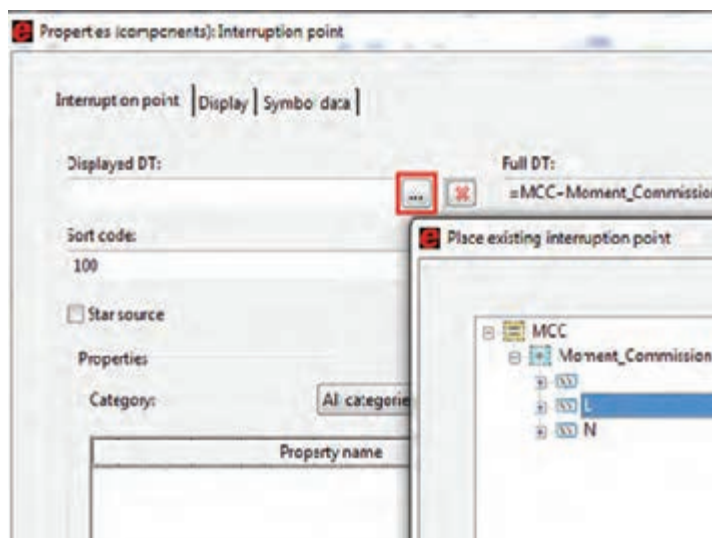 Properties (components): Interruption point
Interruption point Display Symbol data
Displayed DT:
Full DT:
...
=MCC-Moment_Commission
Sort code:
100
Place existing interruption point
Star source
Properties
Category:
All categorie
Property name
MCC
Moment_Commission
L
N